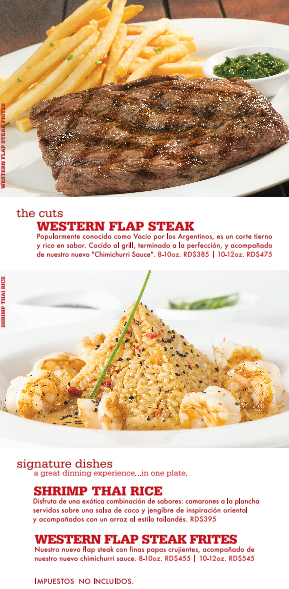 WESTERN FLAP STEAK FRITES
the cuts
WESTERN FLAP STEAK
Popularmente conocido como Vacío por los Argentinos, es un corte tierno
y rico en sabor. Cocido al grill, terminado a la perfección, y acompañado
de nuestro nuevo "Chimichurri Sauce". 8-10oz. RD$385 | 10-12oz. RD$475
SHRIMP THAI RICE
signature dishes
a great dinning experience...in one plate.
SHRIMP THAI RICE
Disfruta de una exótica combinación de sabores: camarones a la plancha
servidos sobre una salsa de coco y jengibre de inspiración oriental
y acompañados con un arroz al estilo tailandés. RD$395
WESTERN FLAP STEAK FRITES
Nuestro nuevo flap steak con finas papas crujientes, acompañado de
nuestro nuevo chimichurri sauce. 8-10oz. RD$455 | 10-12oz. RD$545
IMPUESTOS NO INCLUÍDOS.